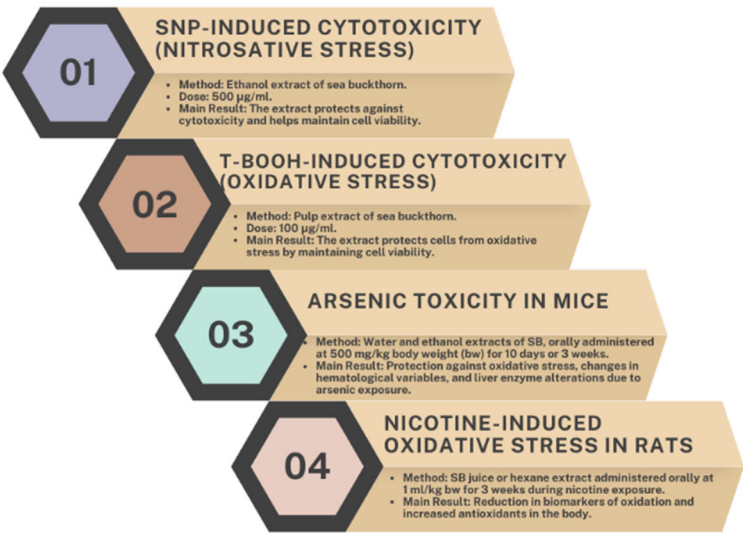 01
SNP-INDUCED CYTOTOXICITY
(NITROSATIVE STRESS)
• Method: Ethanol extract of sea buckthorn.
• Dose: 500 µg/ml.
• Main Result: The extract protects against
cytotoxicity and helps maintain cell viability.
02
T-BOOH-INDUCED CYTOTOXICITY
(OXIDATIVE STRESS)
• Method: Pulp extract of sea buckthorn.
• Dose: 100 µg/ml.
• Main Result: The extract protects cells from oxidative
stress by maintaining cell viability.
03
ARSENIC TOXICITY IN MICE
• Method: Water and ethanol extracts of SB, orally administered
at 500 mg/kg body weight (bw) for 10 days or 3 weeks.
• Main Result: Protection against oxidative stress, changes in
hematological variables, and liver enzyme alterations due to
arsenic exposure.
04
NICOTINE-INDUCED
OXIDATIVE STRESS IN RATS
• Method: SB juice or hexane extract administered orally at
1 ml/kg bw for 3 weeks during nicotine exposure.
• Main Result: Reduction in biomarkers of oxidation and
increased antioxidants in the body.